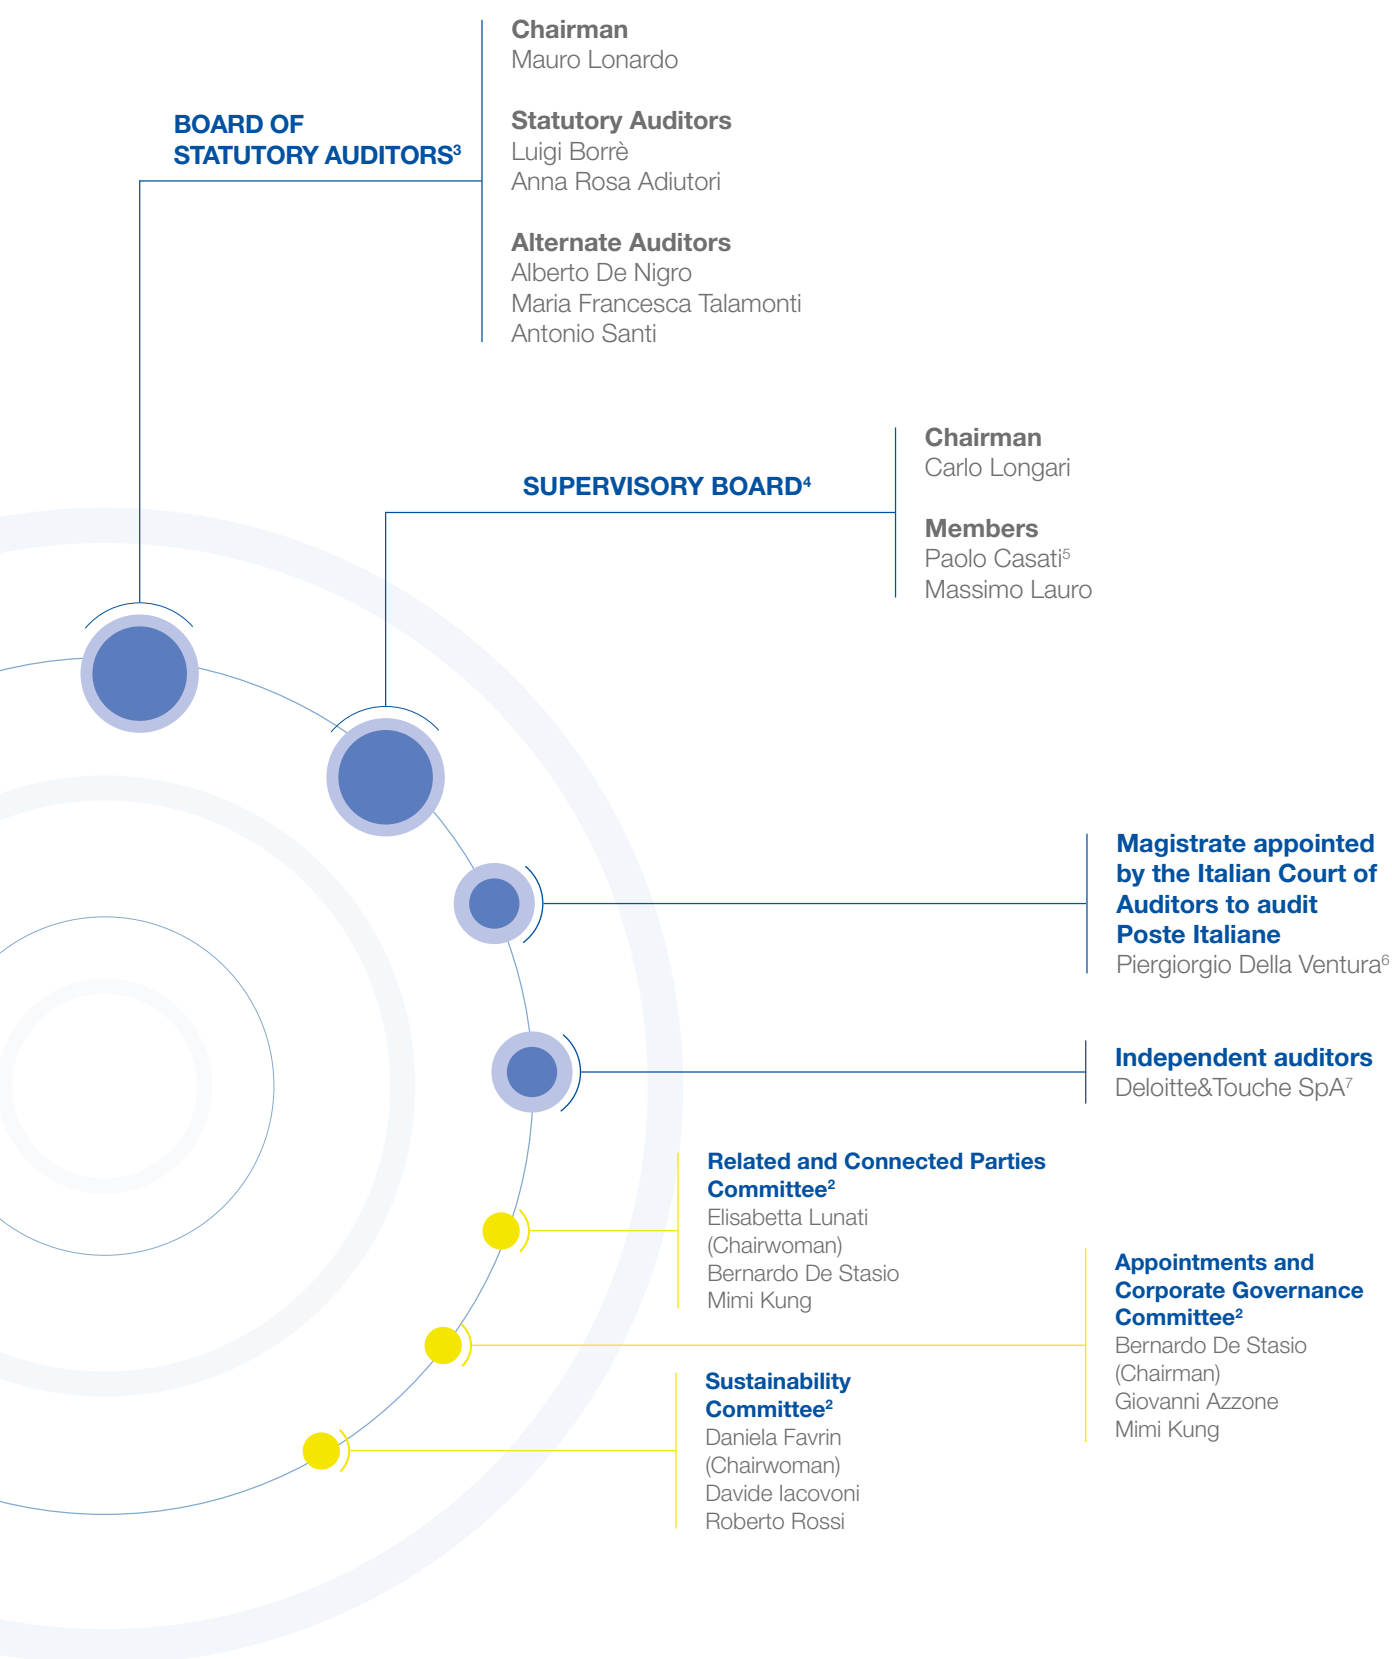 Chairman
Mauro Lonardo
BOARD OF
STATUTORY AUDITORS³
Statutory Auditors
Luigi Borrè
Anna Rosa Adiutori
Alternate Auditors
Alberto De Nigro
Maria Francesca Talamonti
Antonio Santi
SUPERVISORY BOARD⁴
Chairman
Carlo Longari
Members
Paolo Casati⁵
Massimo Lauro
Magistrate appointed
by the Italian Court of
Auditors to audit
Poste Italiane
Piergiorgio Della Ventura⁶
Independent auditors
Deloitte&Touche SpA⁷
Related and Connected Parties
Committee²
Elisabetta Lunati
(Chairwoman)
Bernardo De Stasio
Mimi Kung
Appointments and
Corporate Governance
Committee²
Bernardo De Stasio
(Chairman)
Giovanni Azzone
Mimi Kung
Sustainability
Committee²
Daniela Favrin
(Chairwoman)
Davide Iacovoni
Roberto Rossi